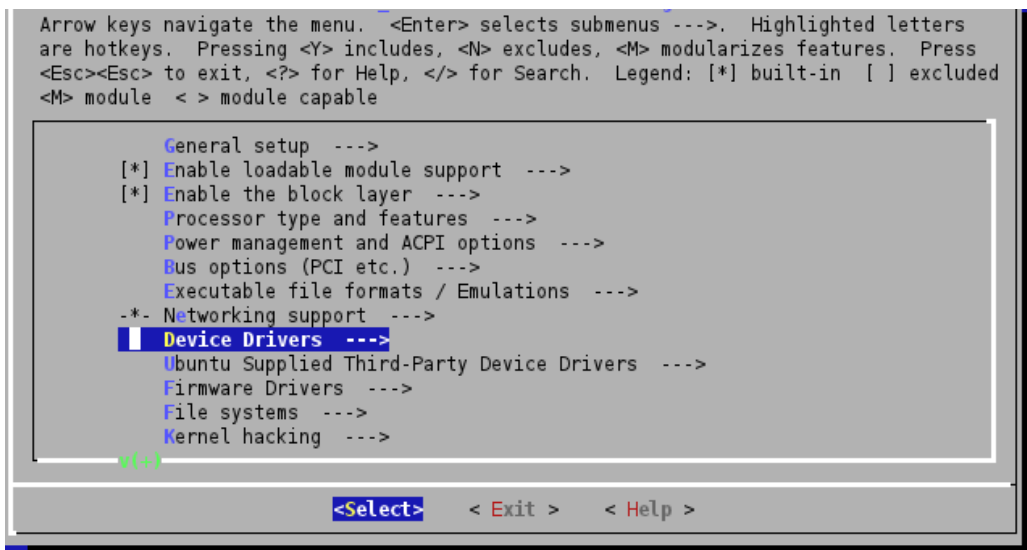 Arrow keys navigate the menu.  <Enter> selects submenus --->.  Highlighted letters
are hotkeys.  Pressing <Y> includes, <N> excludes, <M> modularizes features.  Press
<Esc><Esc> to exit, <?> for Help, </> for Search.  Legend: [*] built-in  [ ] excluded
<M> module  < > module capable
General setup  --->
[*] Enable loadable module support  --->
[*] Enable the block layer  --->
Processor type and features  --->
Power management and ACPI options  --->
Bus options (PCI etc.)  --->
Executable file formats / Emulations  --->
-*- Networking support  --->
Device Drivers  --->
Ubuntu Supplied Third-Party Device Drivers  --->
Firmware Drivers  --->
File systems  --->
Kernel hacking  --->
v(+)
<Select>    < Exit >    < Help >